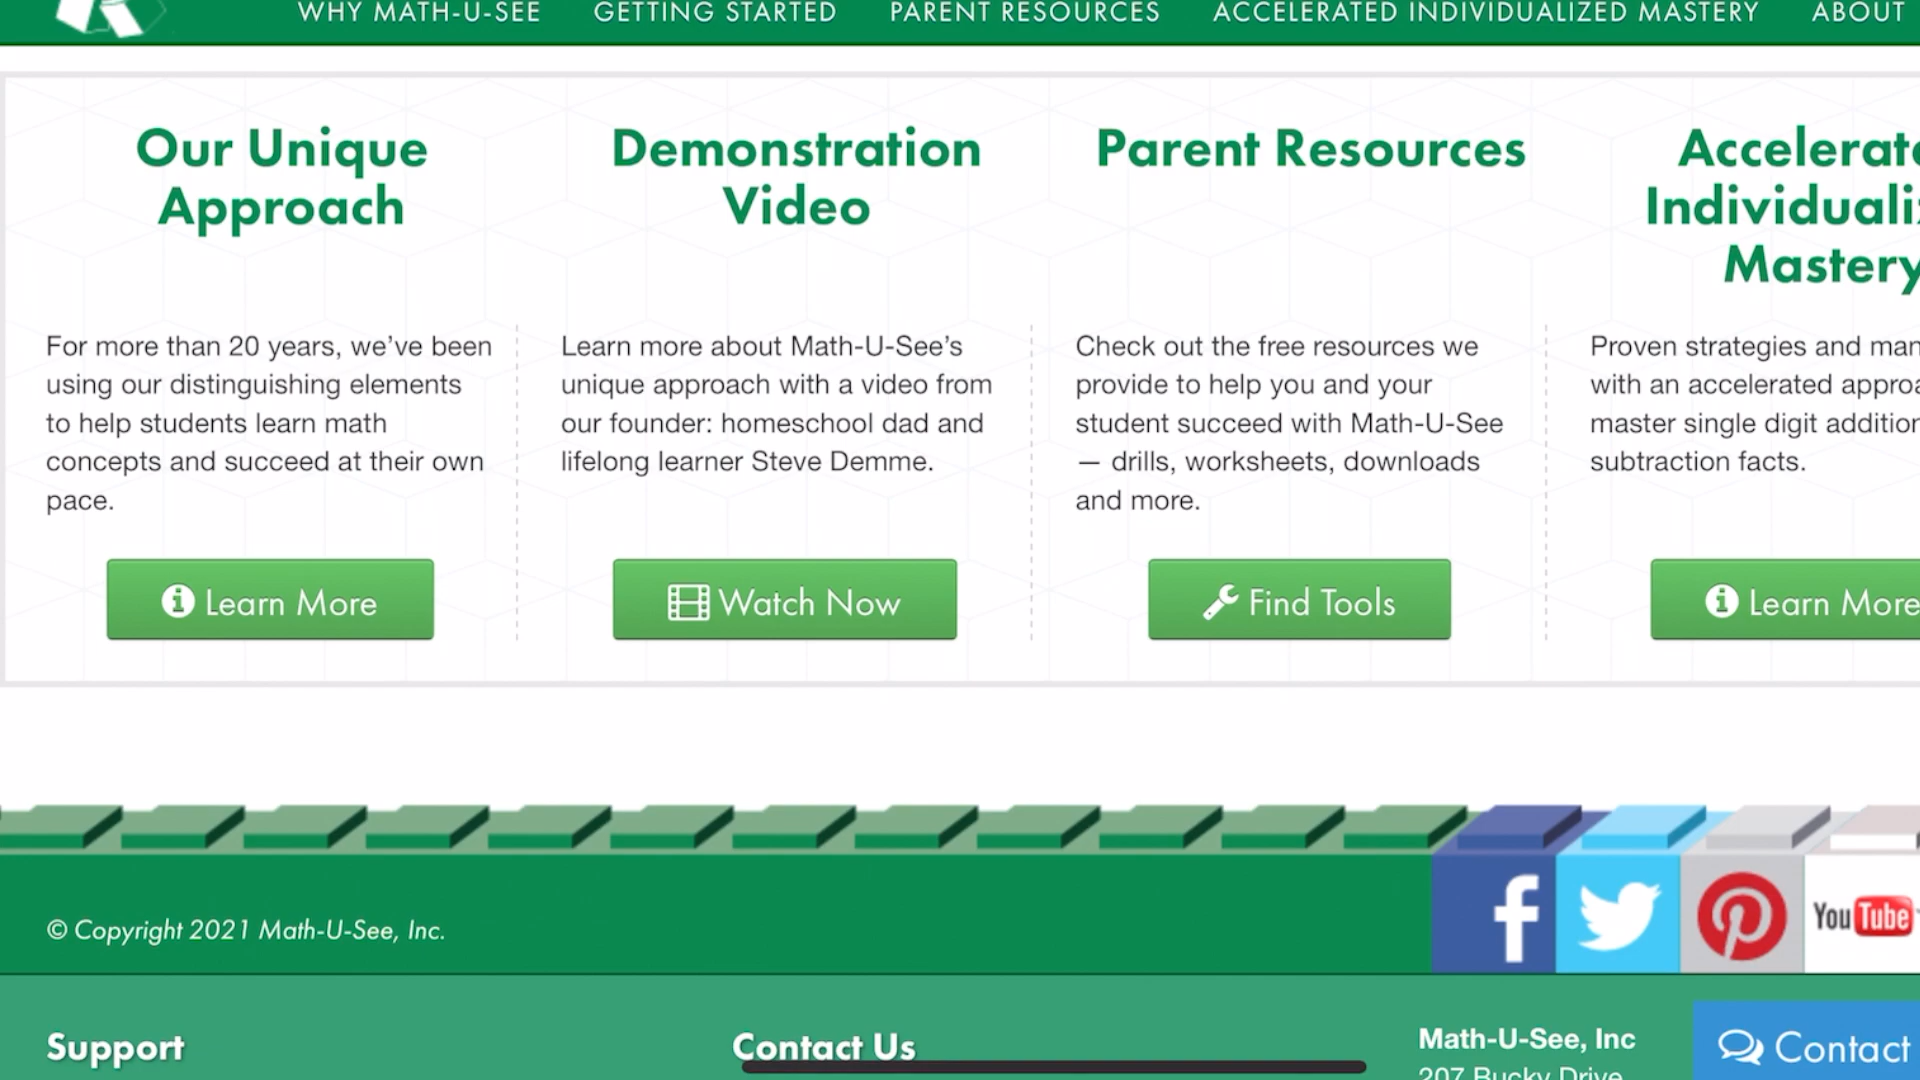 WHY MATH-U-SEE GETTING STARTED PARENT RESOURCES ACCELERATED INDIVIDUALIZED MASTERY ABOUT
Our Unique
Approach
For more than 20 years, we’ve been
using our distinguishing elements
to help students learn math
concepts and succeed at their own
pace.
Learn More
Demonstration
Video
Learn more about Math-U-See’s
unique approach with a video from
our founder: homeschool dad and
lifelong learner Steve Demme.
Watch Now
Parent Resources
Check out the free resources we
provide to help you and your
student succeed with Math-U-See
— drills, worksheets, downloads
and more.
Find Tools
Mastery
Proven strategies and
with an accelerated
master single digit
subtraction facts.
Learn More
© Copyright 2021 Math-U-See, Inc.
You Tube
Support
Contact Us
Math-U-See, Inc
207 Bucky Drive
Contact